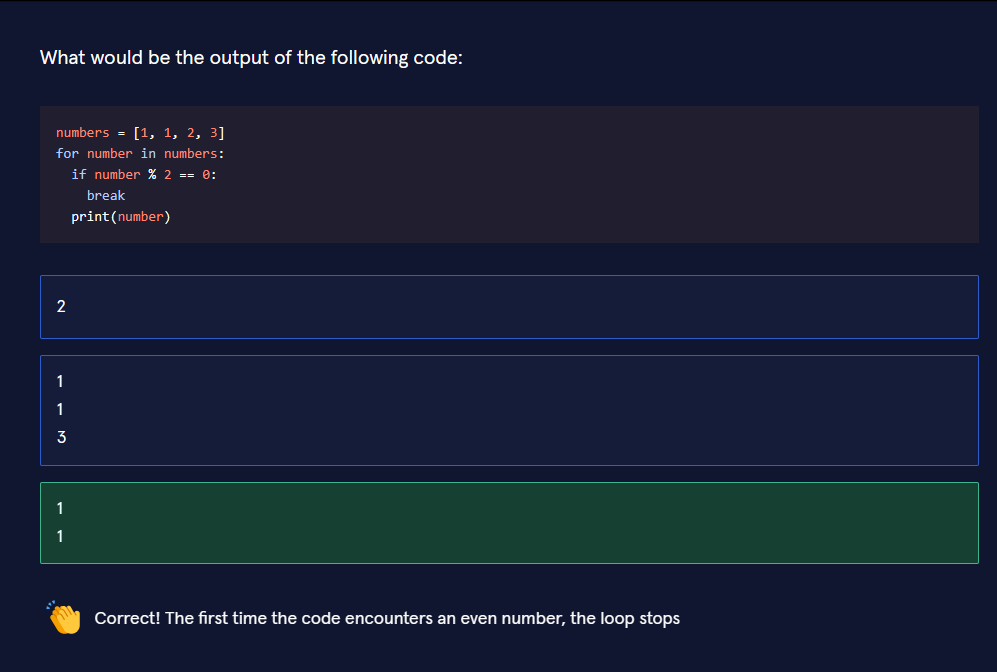 What would be the output of the following code:
numbers = [1, 1, 2, 3]
for number in numbers:
  if number % 2 == 0:
    break
  print(number)
2
1
1
3
1
1
Correct! The first time the code encounters an even number, the loop stops